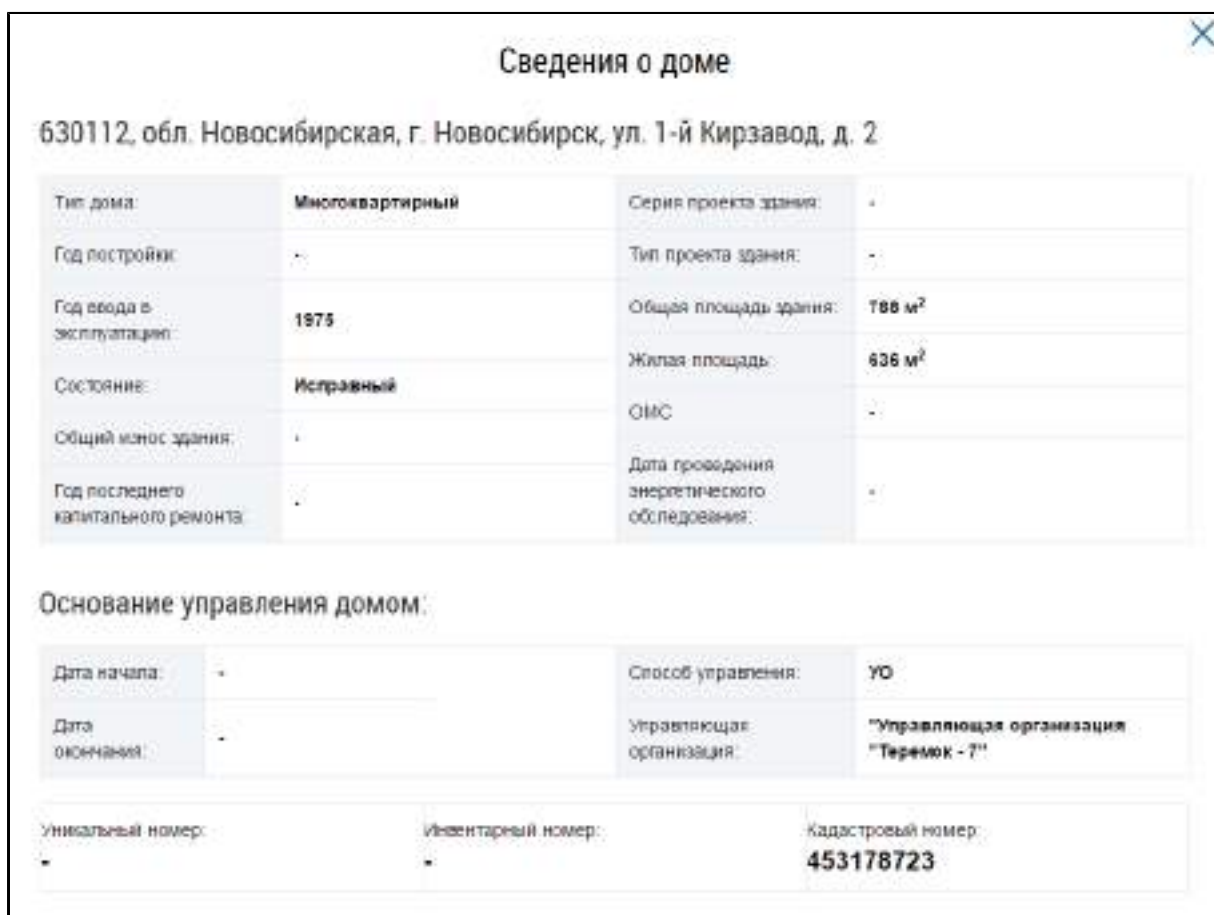 Сведения о доме
630112, обл. Новосибирская, г. Новосибирск, ул. 1-й Кирзавод, д. 2
Тип дома: Многоквартирный
Год постройки: -
Год ввода в
эксплуатацию: 1975
Состояние: Исправный
Общий износ здания: -
Год последнего
капитального ремонта: -
Серия проекта здания: -
Тип проекта здания: -
Общая площадь здания: 786 м²
Жилая площадь: 636 м²
ОМС -
Дата проведения
энергетического
обследования: -
Основание управления домом:
Дата начала: -
Дата
окончания: -
Способ управления: УО
Управляющая
организация: "Управляющая организация
"Теремок - 7"
Уникальный номер: Инвентарный номер: Кадастровый номер:
- - 453178723